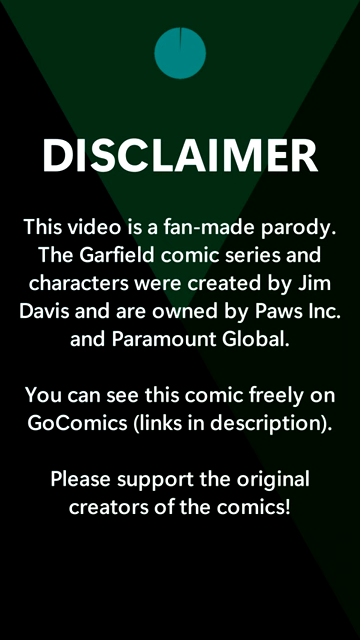 DISCLAIMER
This video is a fan-made parody.
The Garfield comic series and
characters were created by Jim
Davis and are owned by Paws Inc.
and Paramount Global.
You can see this comic freely on
GoComics (links in description).
Please support the original
creators of the comics!